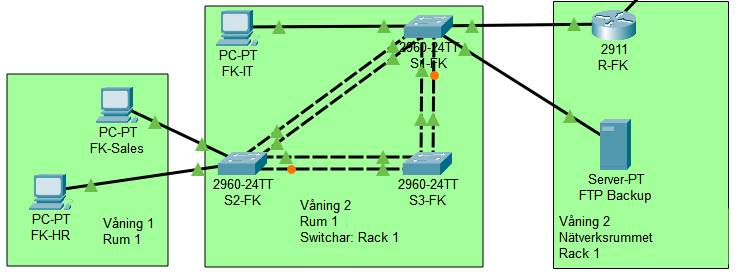 PC-PT
FK-IT
2960-24TT
S1-FK
2911
R-FK
PC-PT
FK-Sales
PC-PT
FK-HR
Våning 1
Rum 1
2960-24TT
S2-FK
2960-24TT
S3-FK
Våning 2
Rum 1
Switchar: Rack 1
Server-PT
FTP Backup
Våning 2
Nätverksrummet
Rack 1